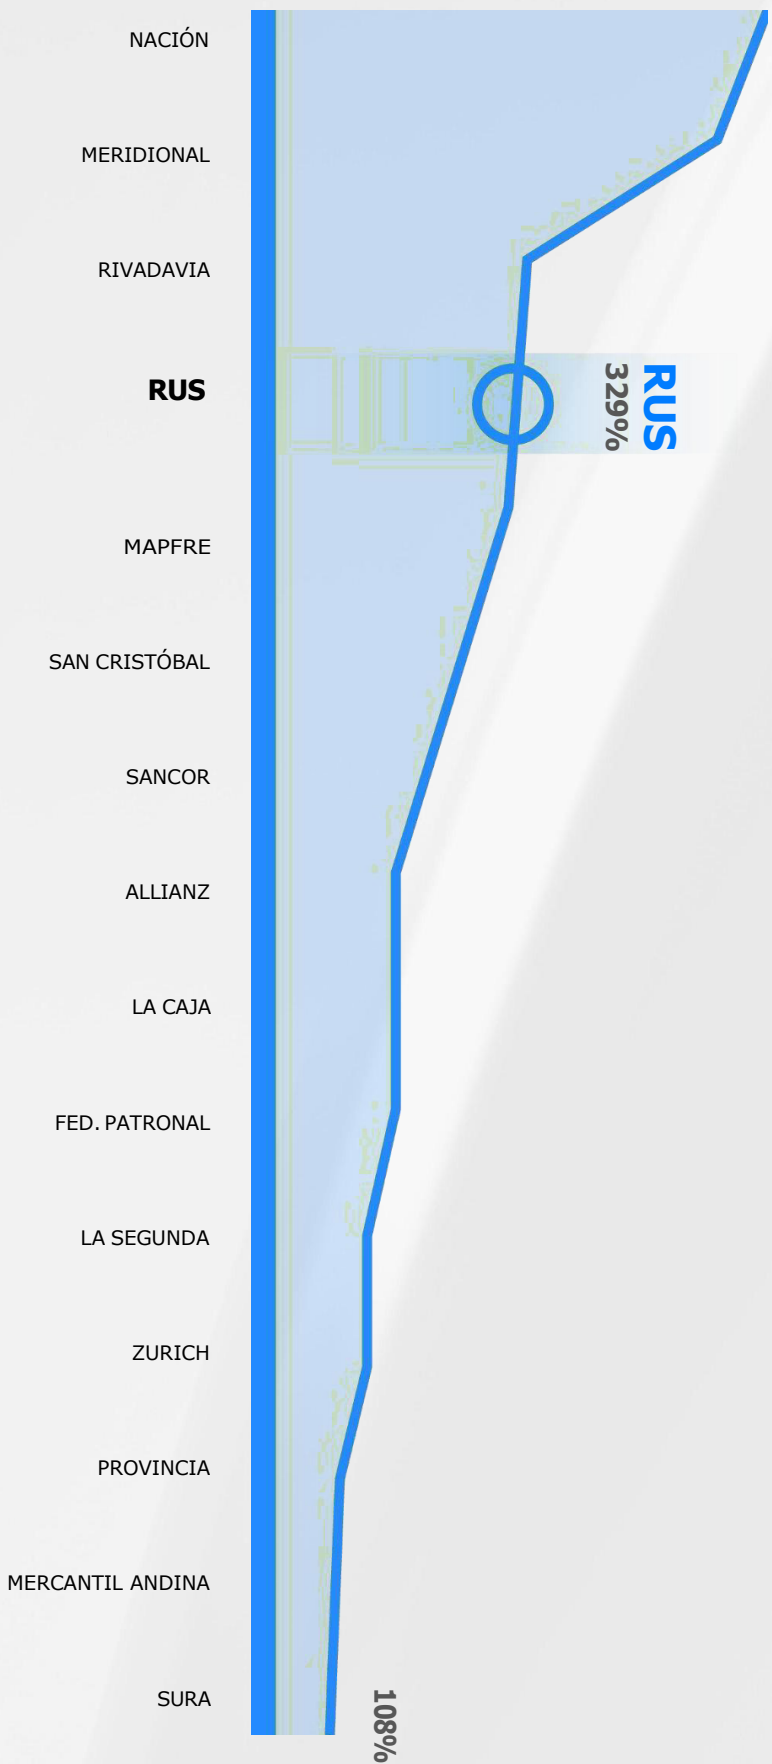 NACIÓN
MERIDIONAL
RIVADAVIA
RUS
RUS
329%
MAPFRE
SAN CRISTÓBAL
SANCOR
ALLIANZ
LA CAJA
FED. PATRONAL
LA SEGUNDA
ZURICH
PROVINCIA
MERCANTIL ANDINA
SURA
108%